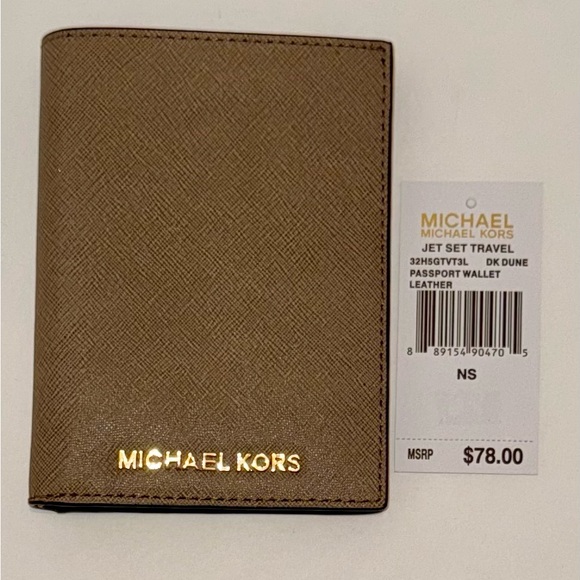 MICHAEL KORS
MICHAEL
MICHAEL KORS
JET SET TRAVEL
32H5GTVT3L DK DUNE
PASSPORT WALLET
LEATHER
8 89154 90470 5
NS
MSRP $78.00